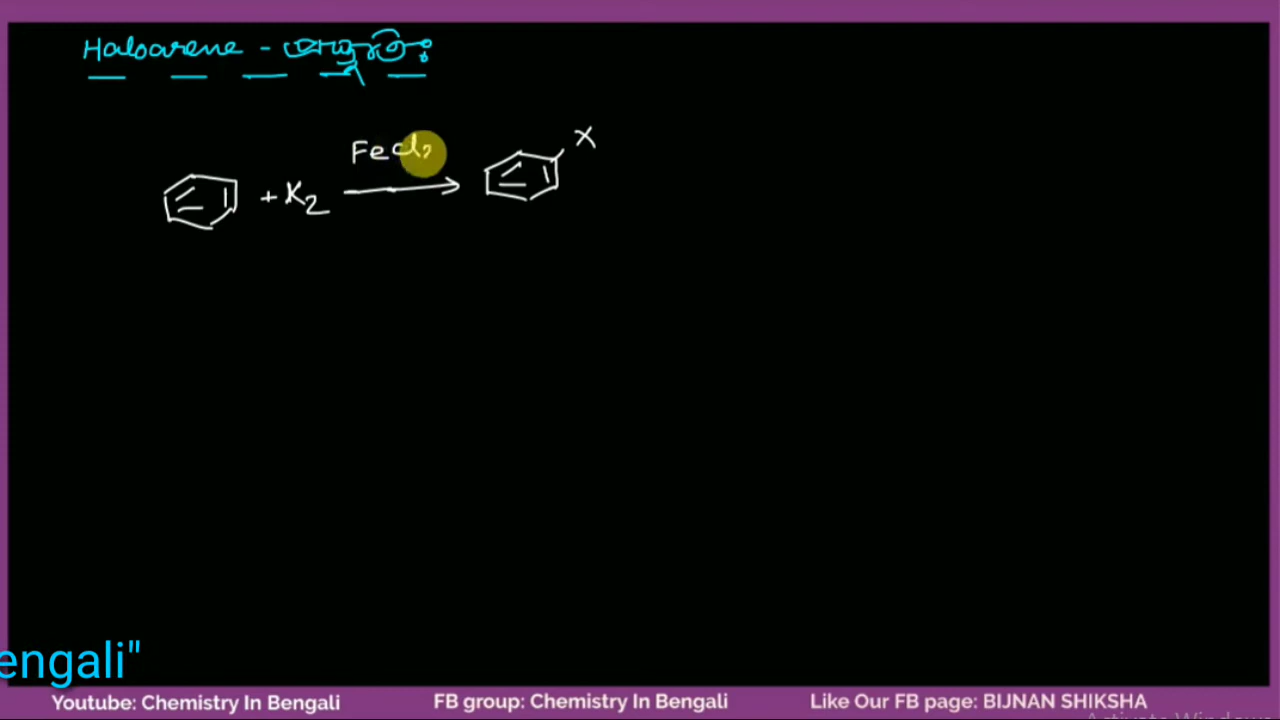 Haloarene - প্রস্তুতি:
FeCl₃
X
+ X₂
engali"
Youtube: Chemistry In Bengali
FB group: Chemistry In Bengali
Like Our FB page: BIJNAN SHIKSHA